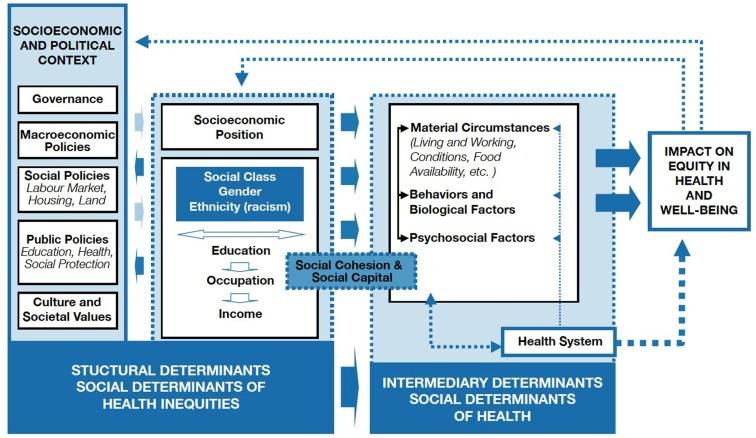 SOCIOECONOMIC
AND POLITICAL
CONTEXT
Governance
Macroeconomic
Policies
Social Policies
Labour Market,
Housing, Land
Public Policies
Education, Health,
Social Protection
Culture and
Societal Values
Socioeconomic
Position
Social Class
Gender
Ethnicity (racism)
Education
Occupation
Income
Social Cohesion &
Social Capital
Material Circumstances
(Living and Working,
Conditions, Food
Availability, etc. )
Behaviors and
Biological Factors
Psychosocial Factors
Health System
IMPACT ON
EQUITY IN
HEALTH
AND
WELL-BEING
STUCTURAL DETERMINANTS
SOCIAL DETERMINANTS OF
HEALTH INEQUITIES
INTERMEDIARY DETERMINANTS
SOCIAL DETERMINANTS
OF HEALTH